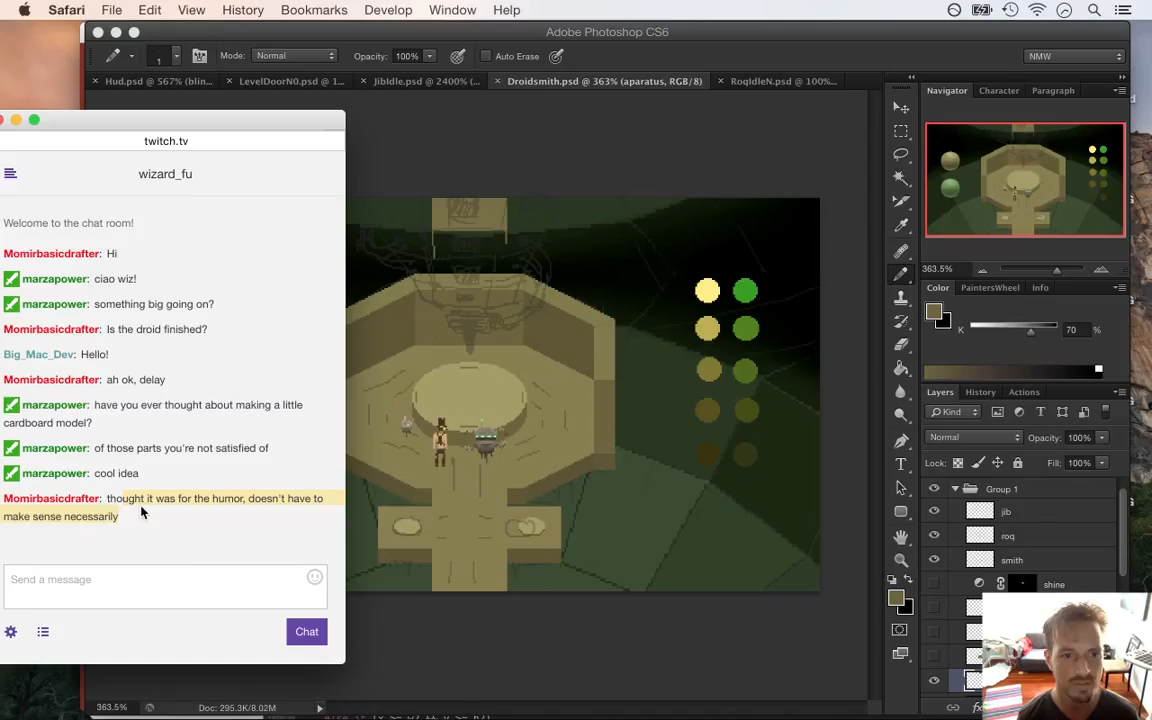 Safari File Edit View History Bookmarks Develop Window Help
Adobe Photoshop CS6
1 Mode: Normal Opacity: 100% Auto Erase NMW
Hud.psd @ 567% (blin... LevelDoorN0.psd @ 1... JibIdle.psd @ 2400% (... Droidsmith.psd @ 363% (aparatus, RGB/8) RoqIdleN.psd @ 100%...
twitch.tv
wizard_fu
Welcome to the chat room!
Momirbasicdrafter: Hi
marzapower: ciao wiz!
marzapower: something big going on?
Momirbasicdrafter: Is the droid finished?
Big_Mac_Dev: Hello!
Momirbasicdrafter: ah ok, delay
marzapower: have you ever thought about making a little
cardboard model?
marzapower: of those parts you're not satisfied of
marzapower: cool idea
Momirbasicdrafter: thought it was for the humor, doesn't have to
make sense necessarily
Send a message
Chat
363.5% Doc: 295.3K/8.02M
Navigator Character Paragraph
363.5%
Color PaintersWheel Info
K 70 %
Layers History Actions
Kind
Normal Opacity: 100%
Lock: Fill: 100%
Group 1
jib
roq
smith
shine